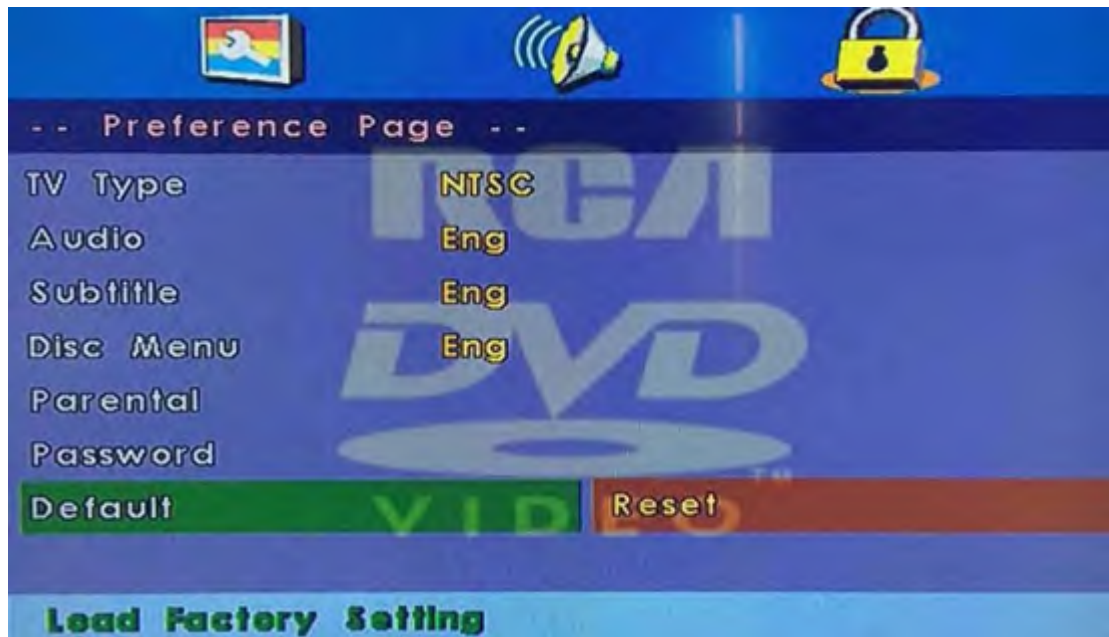 -- Preference Page --
TV Type NTSC
Audio Eng
Subtitle Eng
Disc Menu Eng
Parental
Password
Default Reset
Load Factory Setting
RCA
DVD
TM
VIDEO